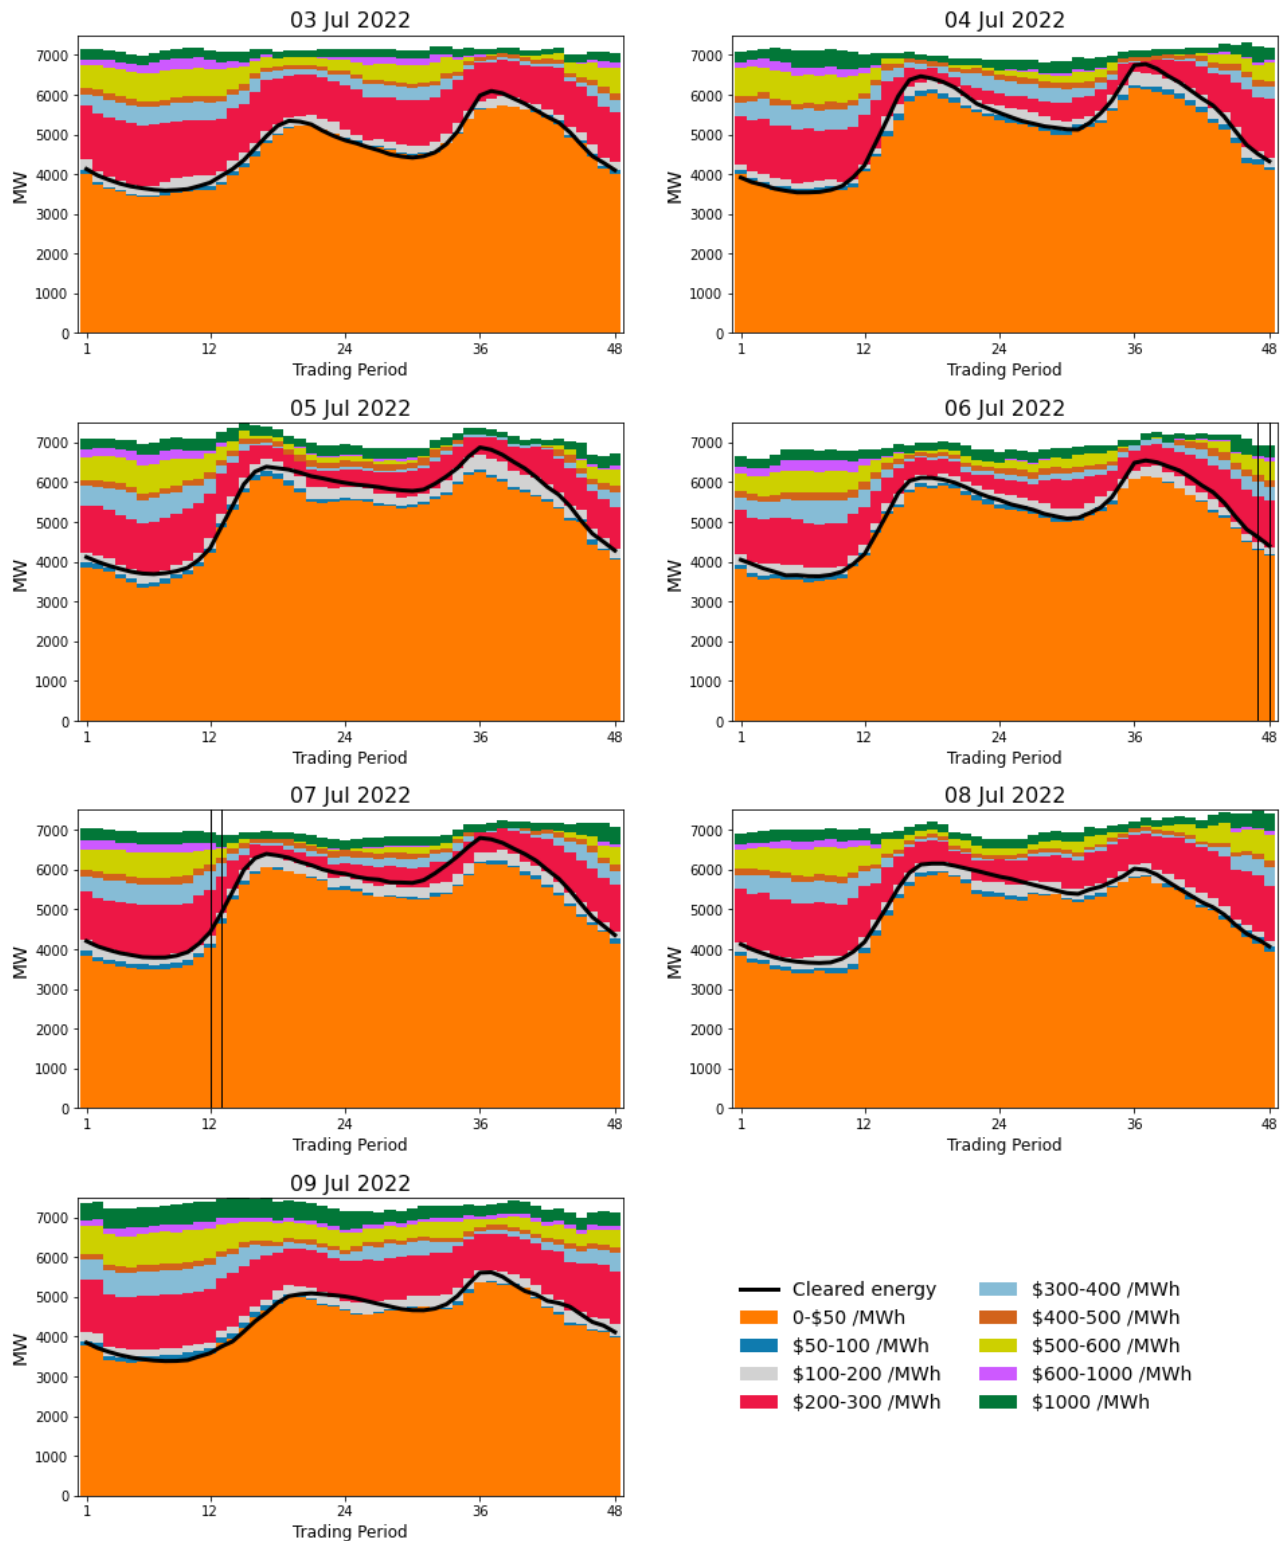 03 Jul 2022
04 Jul 2022
7000
6000
5000
4000
3000
2000
1000
0
MW
1
12
24
36
48
Trading Period
7000
6000
5000
4000
3000
2000
1000
0
MW
1
12
24
36
48
Trading Period
05 Jul 2022
06 Jul 2022
7000
6000
5000
4000
3000
2000
1000
0
MW
1
12
24
36
48
Trading Period
7000
6000
5000
4000
3000
2000
1000
0
MW
1
12
24
36
48
Trading Period
07 Jul 2022
08 Jul 2022
7000
6000
5000
4000
3000
2000
1000
0
MW
1
12
24
36
48
Trading Period
7000
6000
5000
4000
3000
2000
1000
0
MW
1
12
24
36
48
Trading Period
09 Jul 2022
7000
6000
5000
4000
3000
2000
1000
0
MW
1
12
24
36
48
Trading Period
Cleared energy
0-$50 /MWh
$50-100 /MWh
$100-200 /MWh
$200-300 /MWh
$300-400 /MWh
$400-500 /MWh
$500-600 /MWh
$600-1000 /MWh
$1000 /MWh